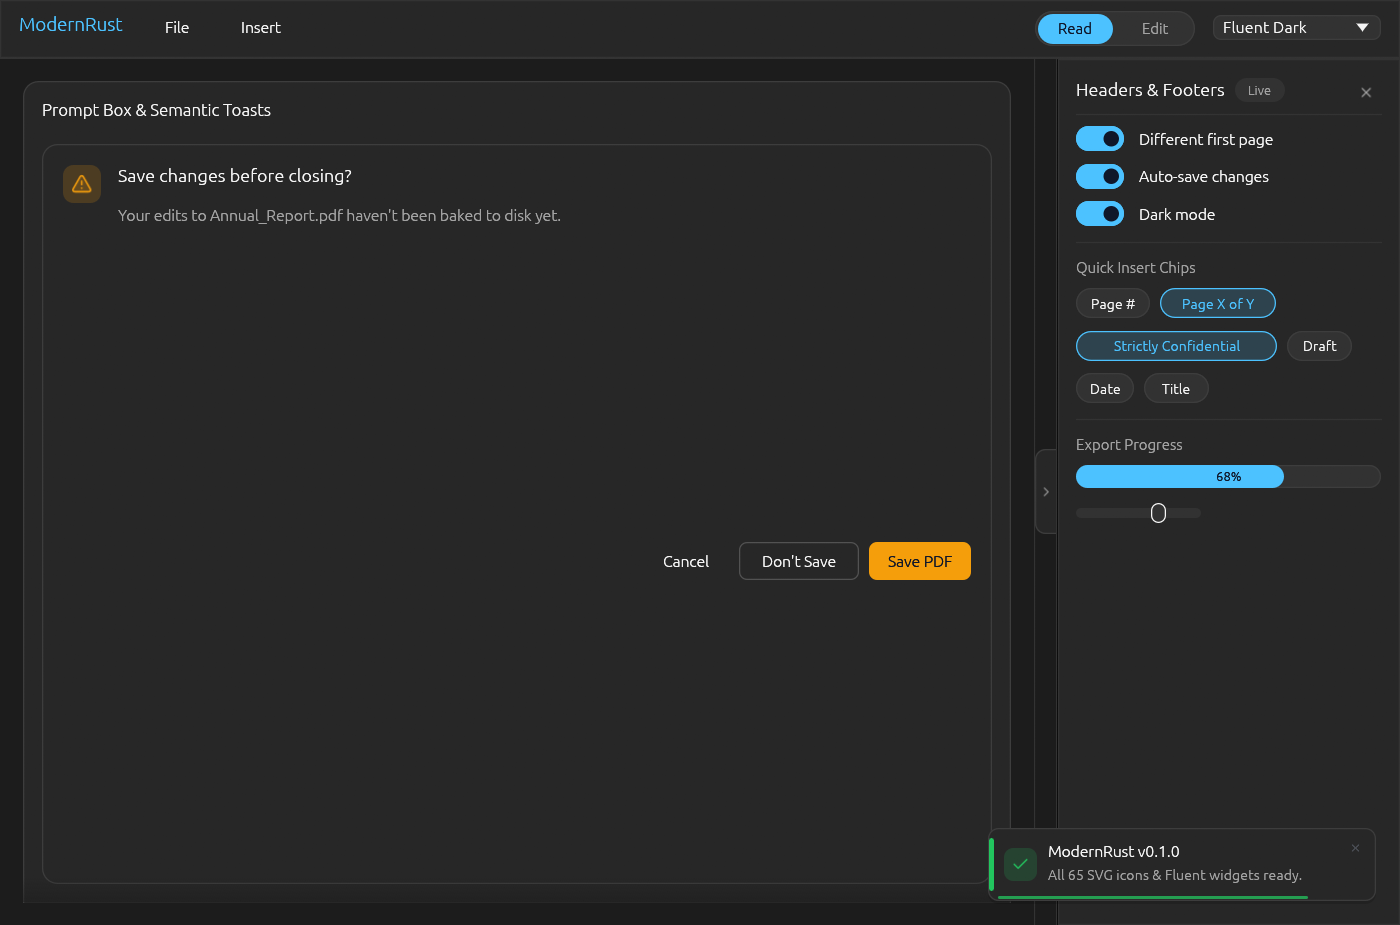 ModernRust
File
Insert
Read
Edit
Fluent Dark
Prompt Box & Semantic Toasts
Save changes before closing?
Your edits to Annual_Report.pdf haven't been baked to disk yet.
Cancel
Don't Save
Save PDF
Headers & Footers
Live
Different first page
Auto-save changes
Dark mode
Quick Insert Chips
Page #
Page X of Y
Strictly Confidential
Draft
Date
Title
Export Progress
68%
ModernRust v0.1.0
All 65 SVG icons & Fluent widgets ready.